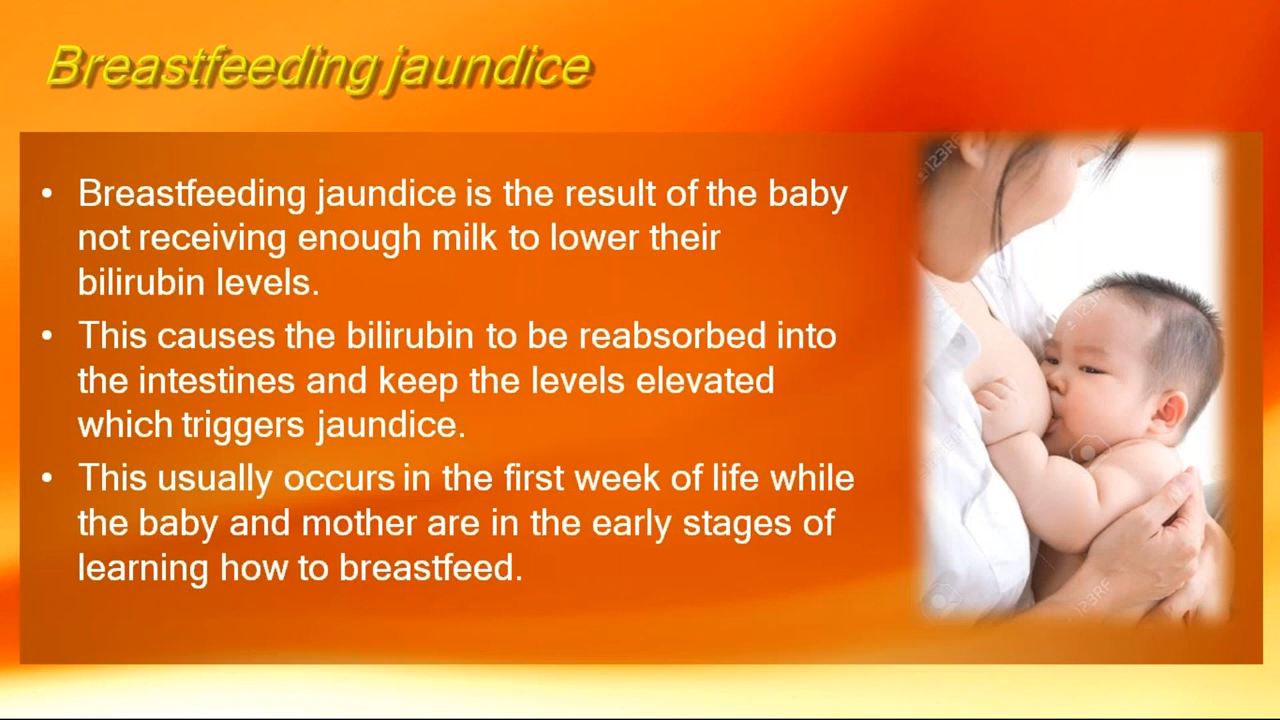 Breastfeeding jaundice
• Breastfeeding jaundice is the result of the baby
not receiving enough milk to lower their
bilirubin levels.
• This causes the bilirubin to be reabsorbed into
the intestines and keep the levels elevated
which triggers jaundice.
• This usually occurs in the first week of life while
the baby and mother are in the early stages of
learning how to breastfeed.
123RF
123RF